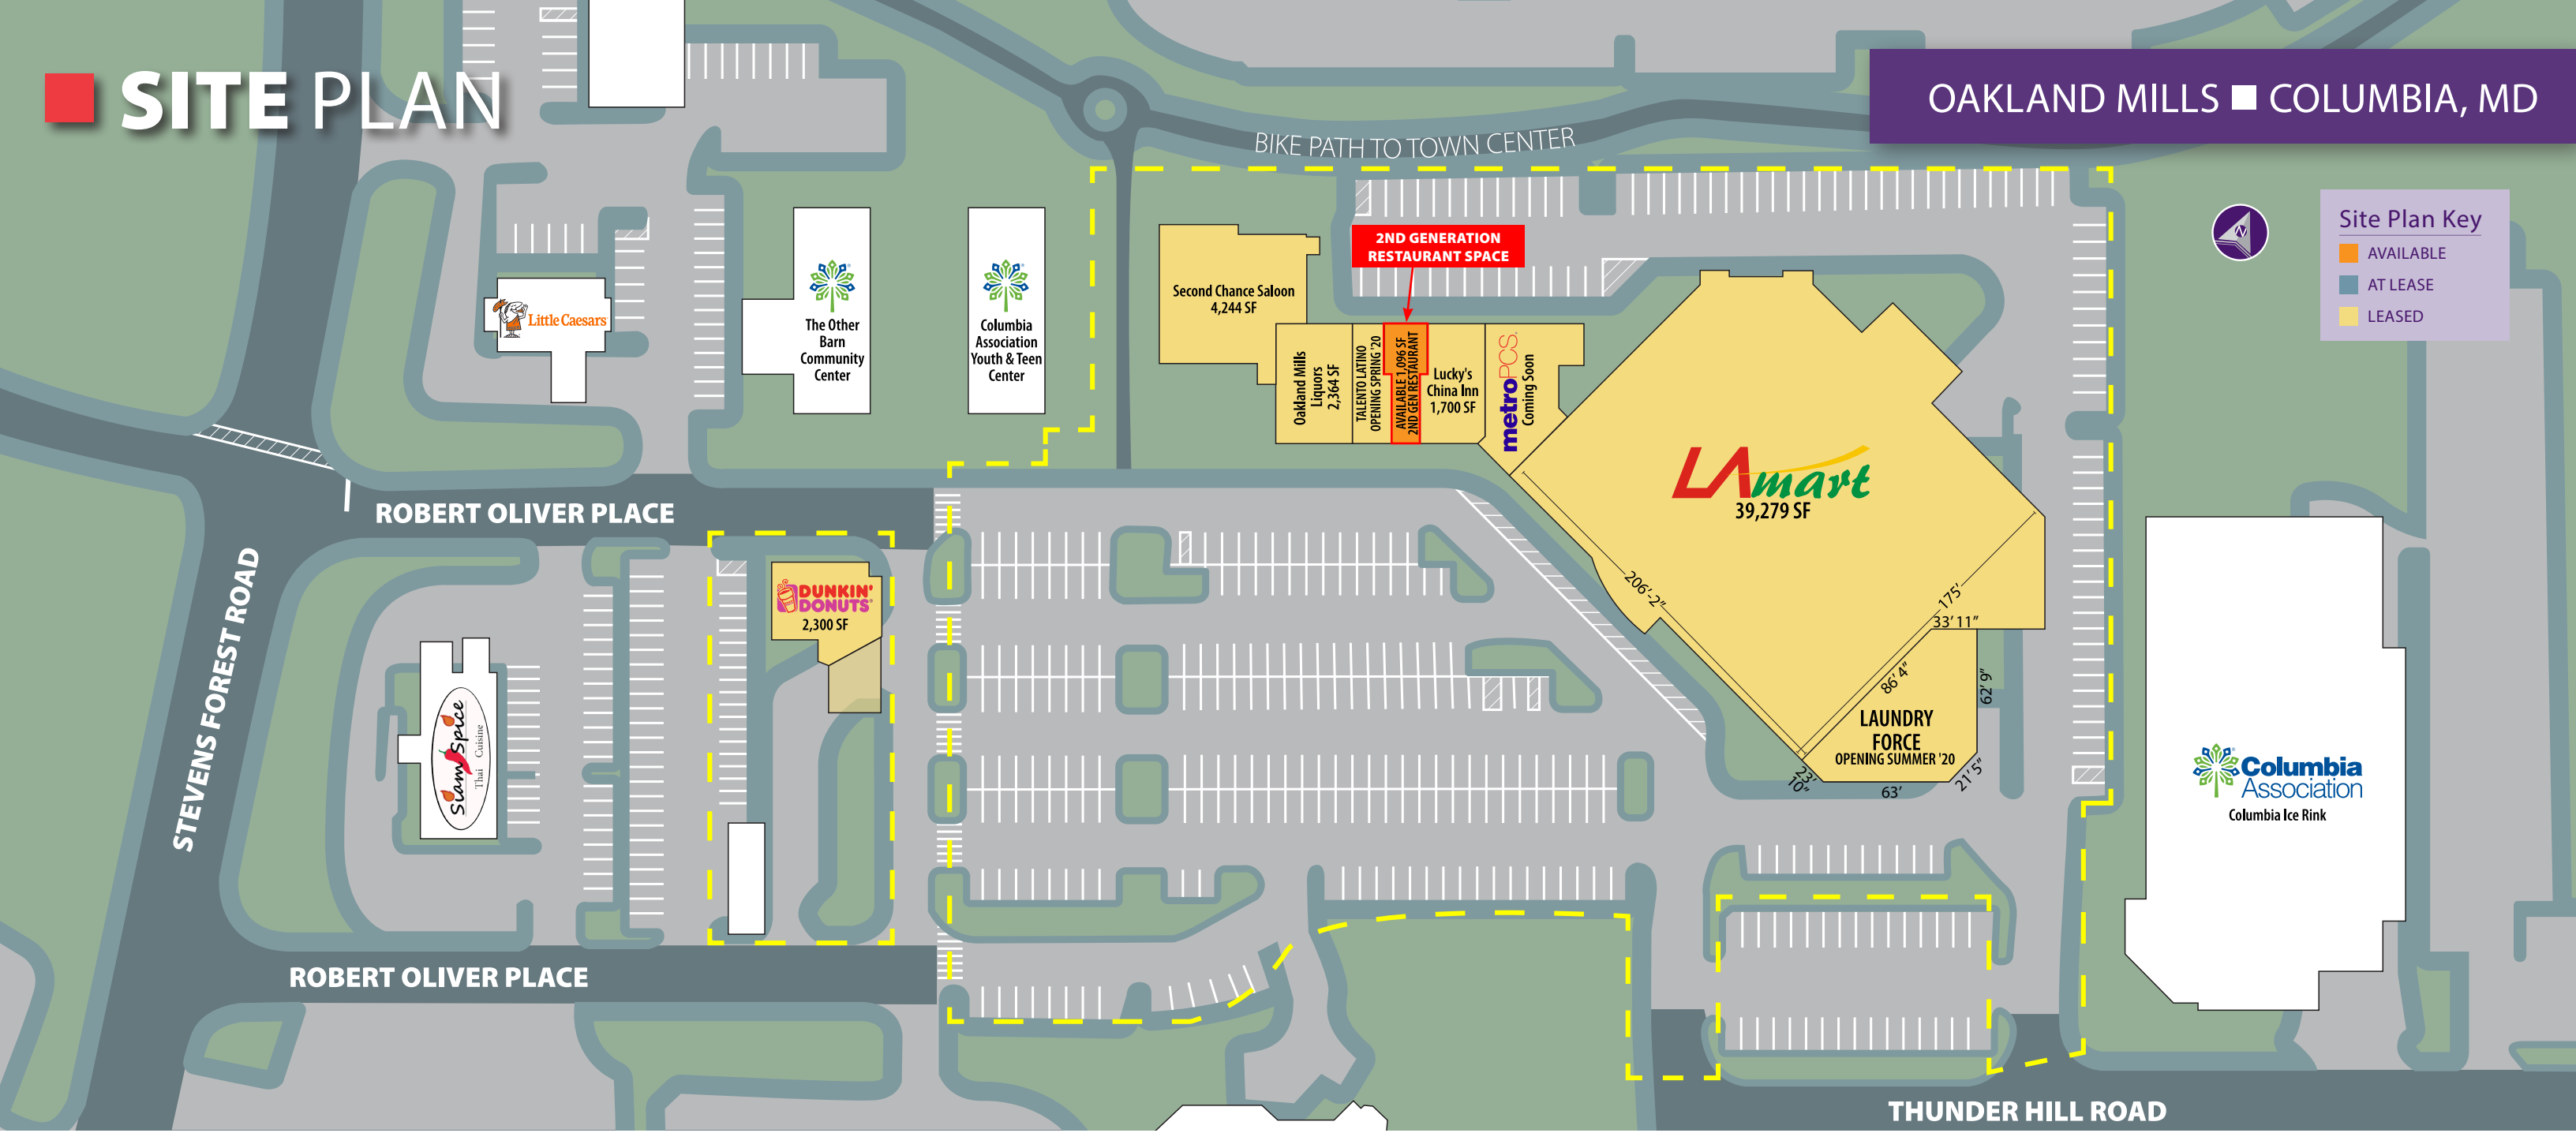 SITE PLAN
OAKLAND MILLS ■ COLUMBIA, MD
BIKE PATH TO TOWN CENTER
Site Plan Key
AVAILABLE
AT LEASE
LEASED
N
2ND GENERATION
RESTAURANT SPACE
Second Chance Saloon
4,244 SF
Little Caesars
The Other
Barn
Community
Center
Columbia
Association
Youth & Teen
Center
Oakland Mills
Liquors
2,364 SF
TALENTO LATINO
OPENING SPRING '20
AVAILABLE 1,096 SF
2ND GEN RESTAURANT
Lucky's
China Inn
1,700 SF
metroPCS.
Coming Soon
LA mart
39,279 SF
206'-2"
175'
33' 11"
86' 4"
62' 9"
LAUNDRY
FORCE
OPENING SUMMER '20
23'
10"
63'
21' 5"
ROBERT OLIVER PLACE
STEVENS FOREST ROAD
DUNKIN'
DONUTS
2,300 SF
Siam Spice
Thai Cuisine
Columbia
Association
Columbia Ice Rink
ROBERT OLIVER PLACE
THUNDER HILL ROAD